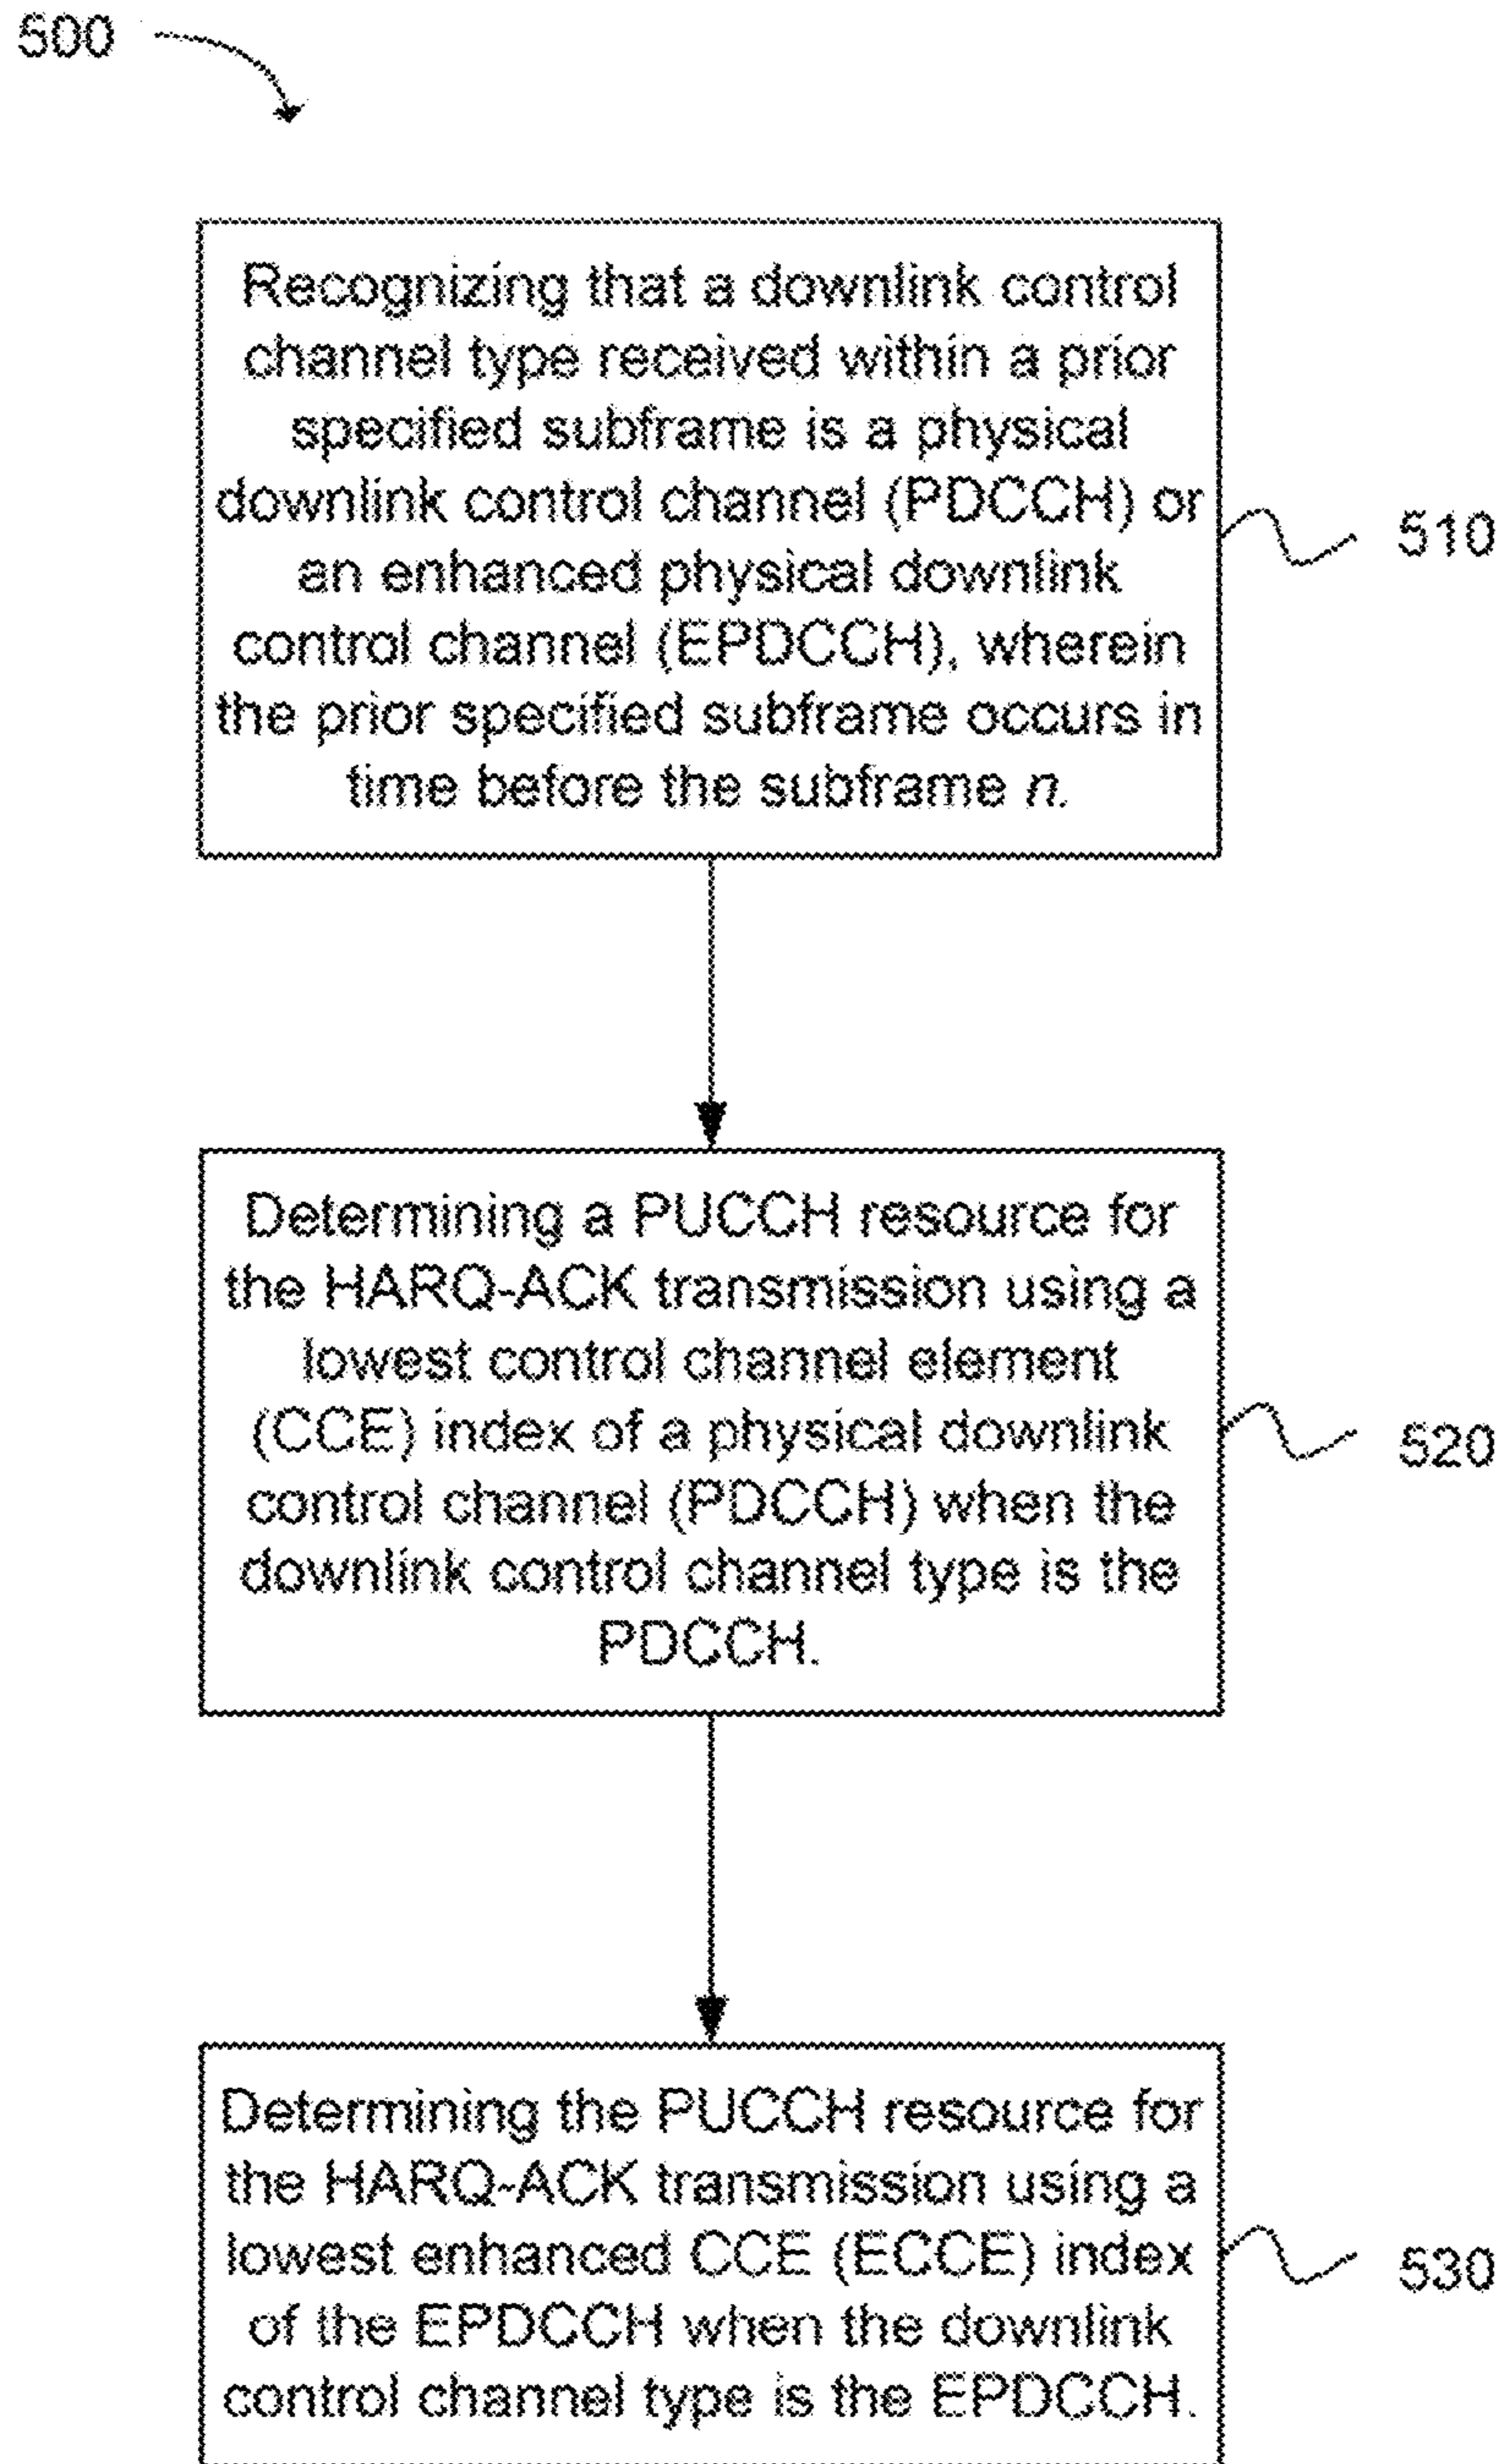 500
Recognizing that a downlink control
channel type received within a prior
specified subframe is a physical
downlink control channel (PDCCH) or
an enhanced physical downlink
control channel (EPDCCH), wherein
the prior specified subframe occurs in
time before the subframe n.
510
Determining a PUCCH resource for
the HARQ-ACK transmission using a
lowest control channel element
(CCE) index of a physical downlink
control channel (PDCCH) when the
downlink control channel type is the
PDCCH.
520
Determining the PUCCH resource for
the HARQ-ACK transmission using a
lowest enhanced CCE (ECCE) index
of the EPDCCH when the downlink
control channel type is the EPDCCH.
530